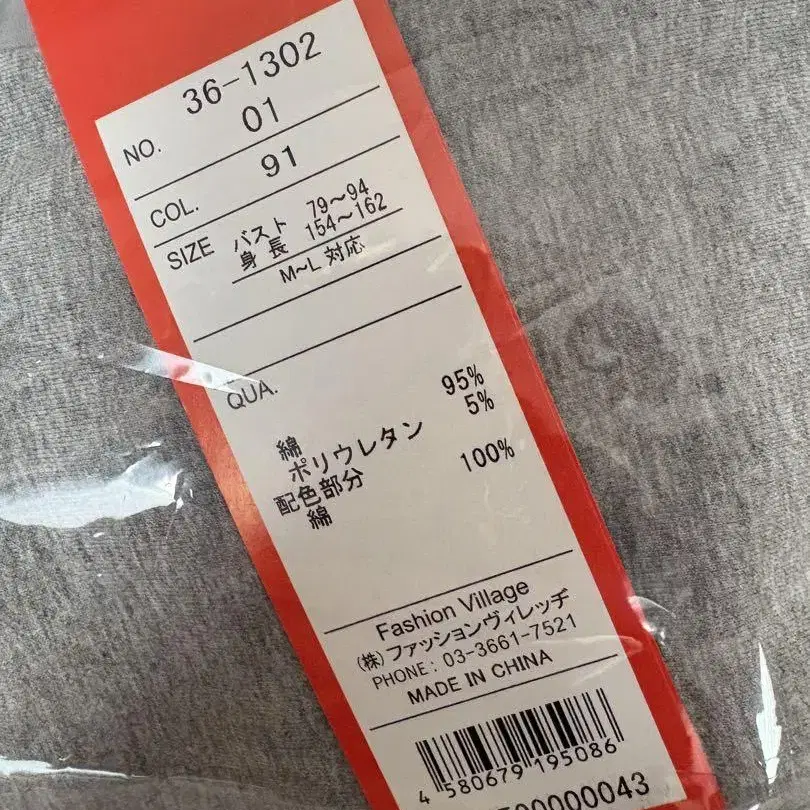 36-1302
NO. 01
COL. 91
SIZE バスト 79~94
身長 154~162
M~L 対応
QUA.
綿 95%
ポリウレタン 5%
配色部分
綿 100%
Fashion Village
(株)ファッションヴィレッヂ
PHONE: 03-3661-7521
MADE IN CHINA
4 580679 195086
00000043